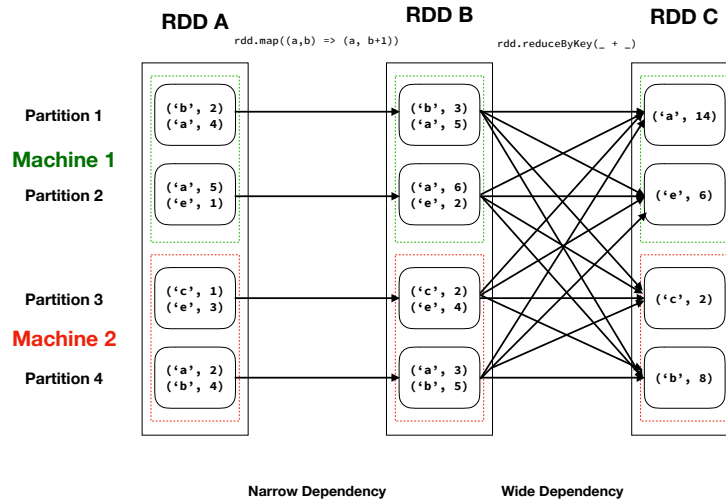 RDD A
RDD B
RDD C
rdd.map((a,b) => (a, b+1))
rdd.reduceByKey(_ + _)
Partition 1
(‘b’, 2)
(‘a’, 4)
(‘b’, 3)
(‘a’, 5)
(‘a’, 14)
Machine 1
Partition 2
(‘a’, 5)
(‘e’, 1)
(‘a’, 6)
(‘e’, 2)
(‘e’, 6)
Partition 3
(‘c’, 1)
(‘e’, 3)
(‘c’, 2)
(‘e’, 4)
(‘c’, 2)
Machine 2
Partition 4
(‘a’, 2)
(‘b’, 4)
(‘a’, 3)
(‘b’, 5)
(‘b’, 8)
Narrow Dependency
Wide Dependency